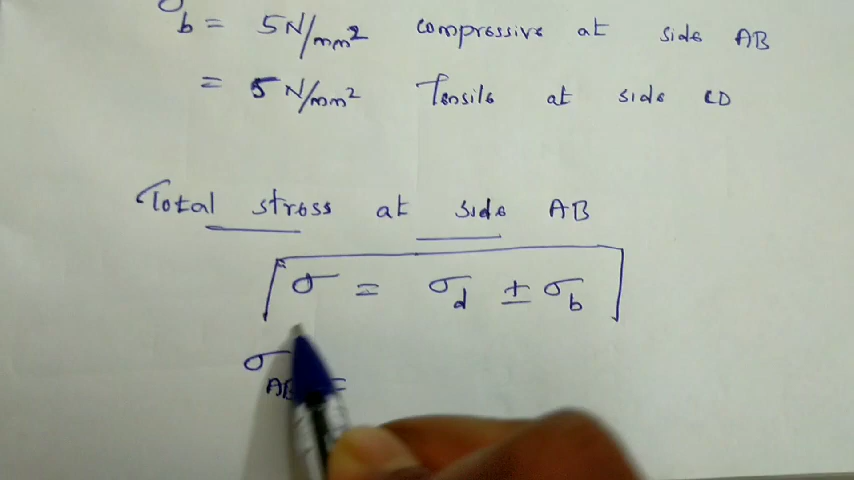 σb = 5N/mm² compressive at side AB
= 5 N/mm² Tensile at side CD
Total stress at side AB
σ = σd ± σb
σAB =